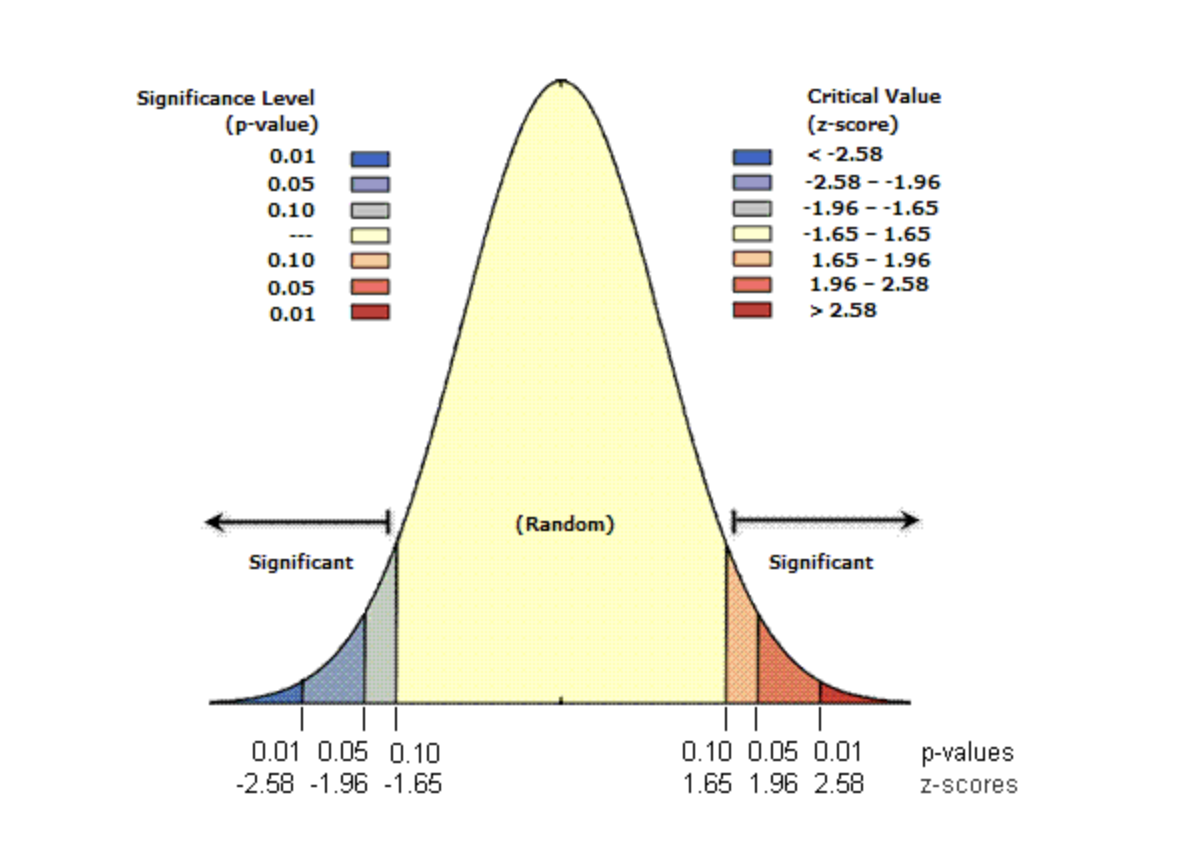 Significance Level
(p-value)
0.01
0.05
0.10
---
0.10
0.05
0.01
Critical Value
(z-score)
< -2.58
-2.58 – -1.96
-1.96 – -1.65
-1.65 – 1.65
1.65 – 1.96
1.96 – 2.58
> 2.58
(Random)
Significant
Significant
0.01 0.05 0.10 0.10 0.05 0.01 p-values
-2.58 -1.96 -1.65 1.65 1.96 2.58 z-scores